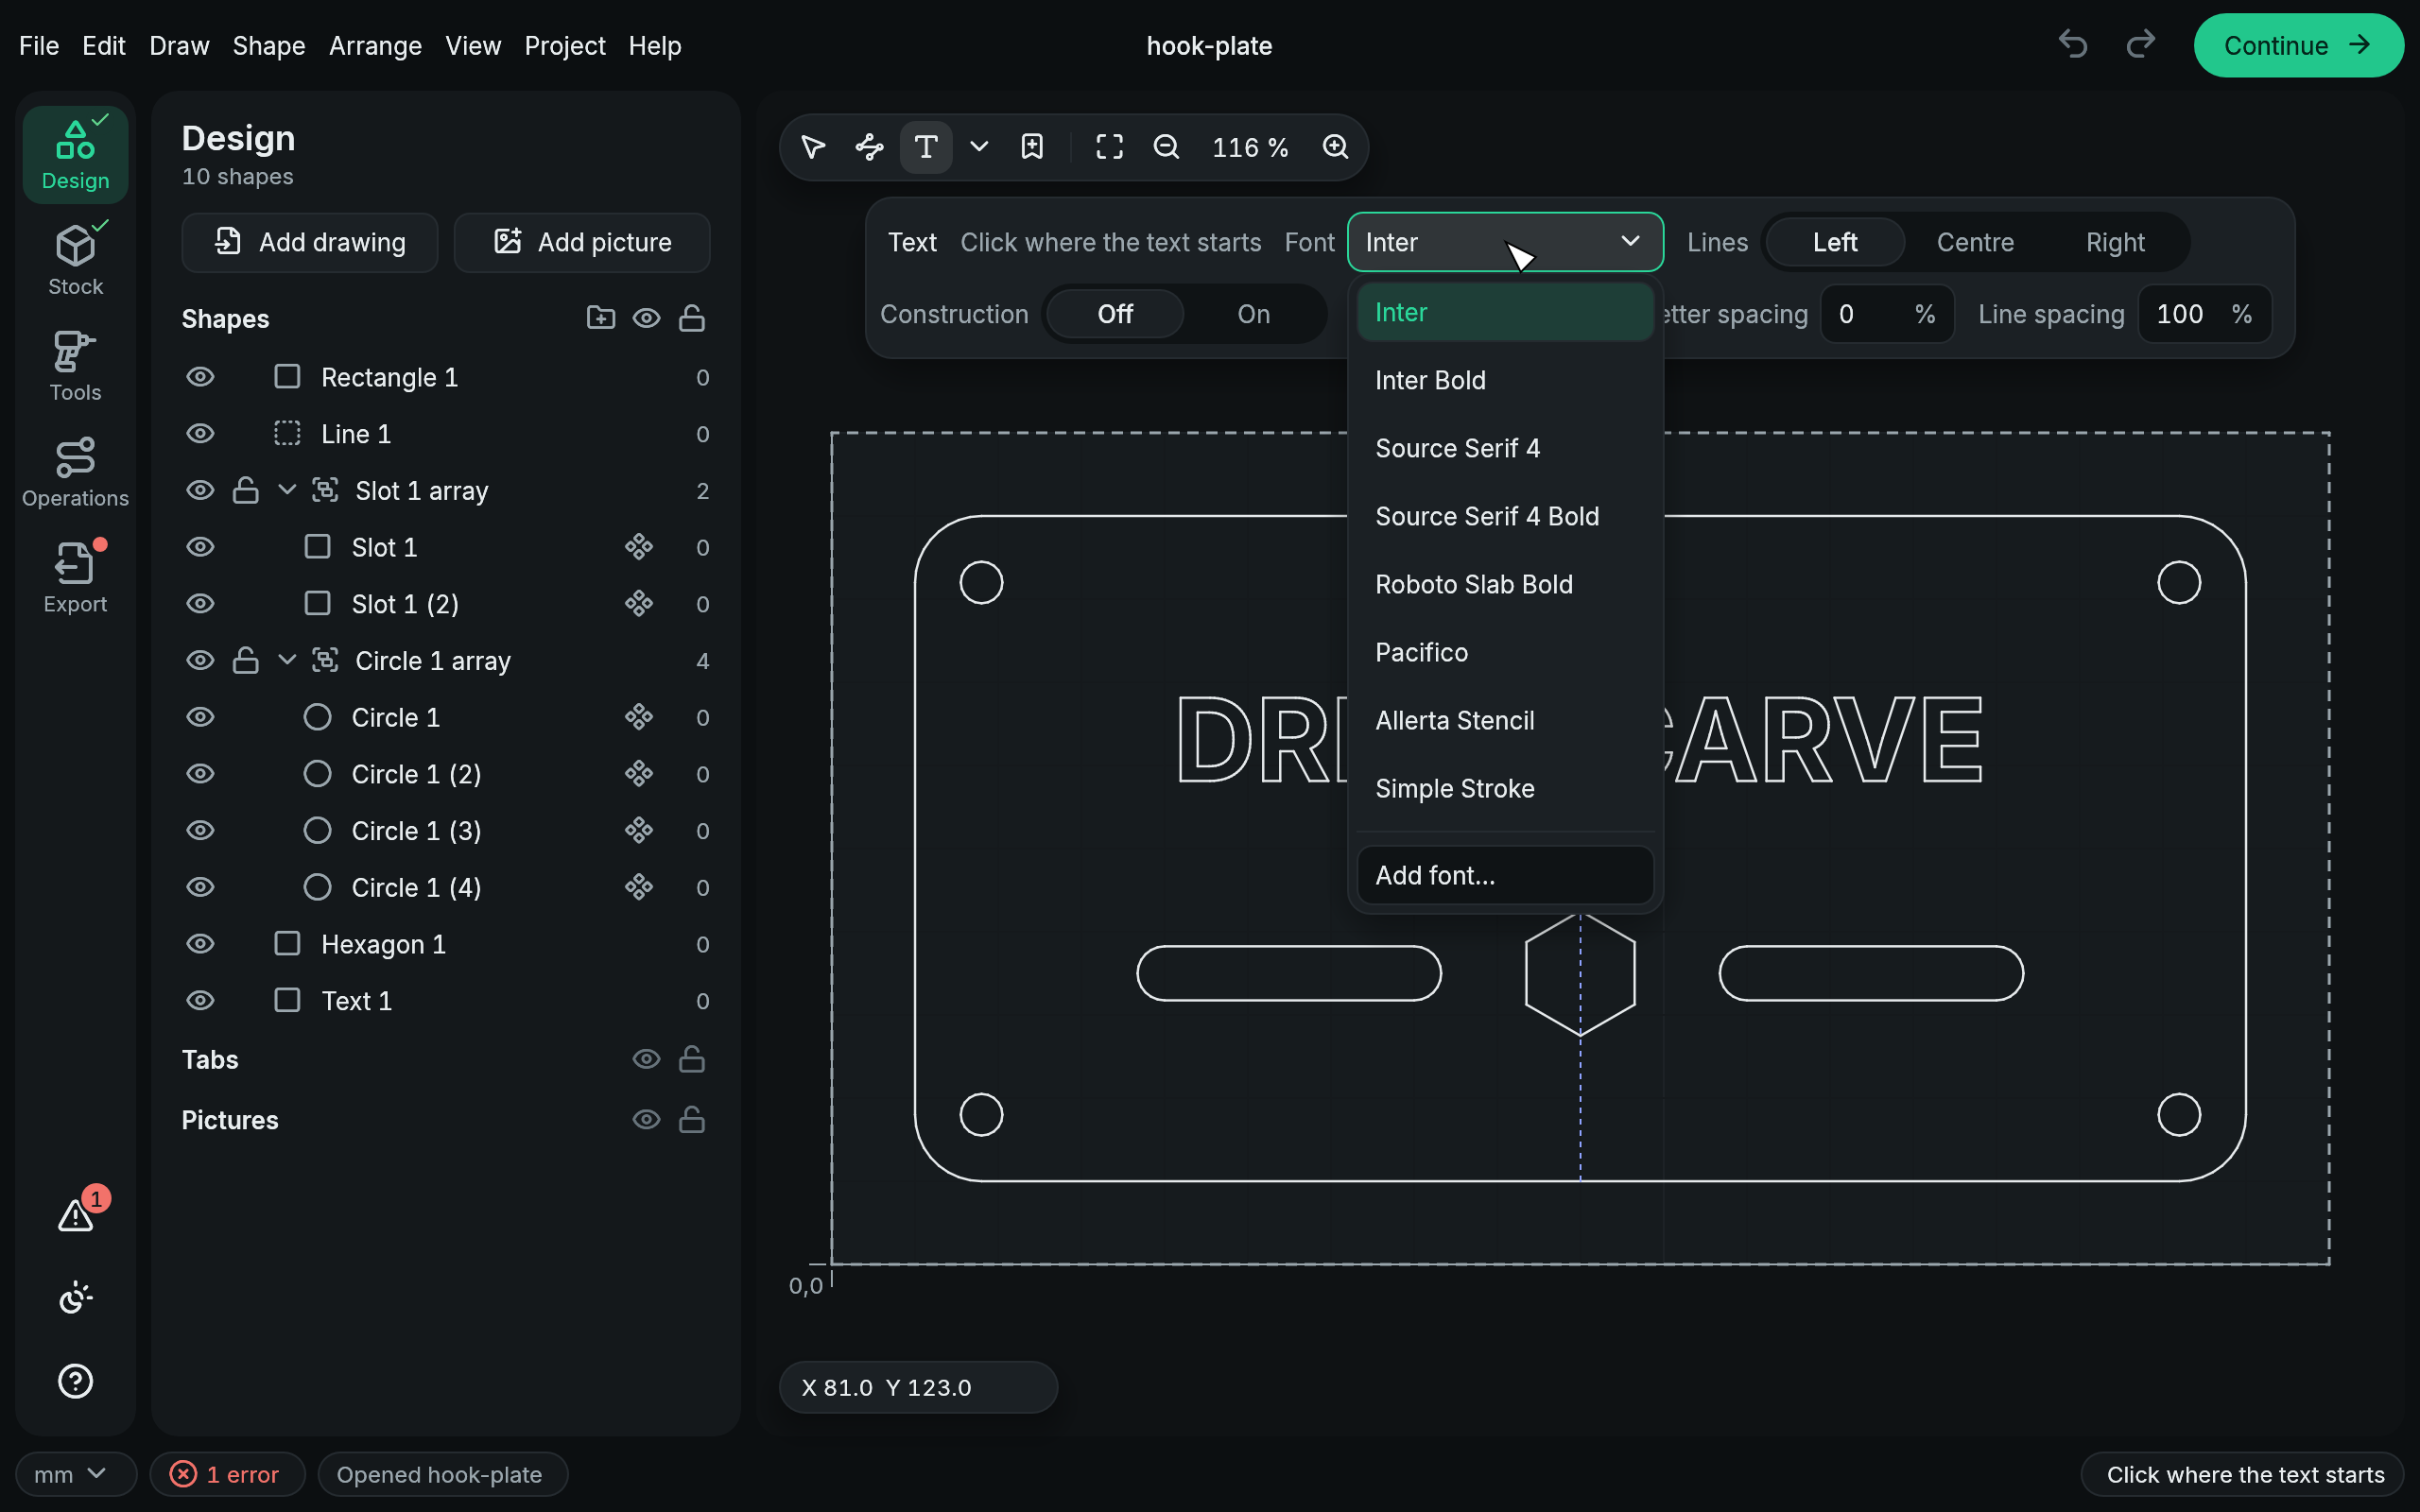 File Edit Draw Shape Arrange View Project Help
hook-plate
Continue
Design
Stock
Tools
Operations
Export
1
Design
10 shapes
Add drawing
Add picture
Shapes
Rectangle 1 0
Line 1 0
Slot 1 array 2
Slot 1 0
Slot 1 (2) 0
Circle 1 array 4
Circle 1 0
Circle 1 (2) 0
Circle 1 (3) 0
Circle 1 (4) 0
Hexagon 1 0
Text 1 0
Tabs
Pictures
116 %
Text Click where the text starts Font Inter Lines Left Centre Right
Construction Off On etter spacing 0 % Line spacing 100 %
Inter
Inter Bold
Source Serif 4
Source Serif 4 Bold
Roboto Slab Bold
Pacifico
Allerta Stencil
Simple Stroke
Add font...
DR CARVE
0,0
X 81.0 Y 123.0
mm
1 error
Opened hook-plate
Click where the text starts